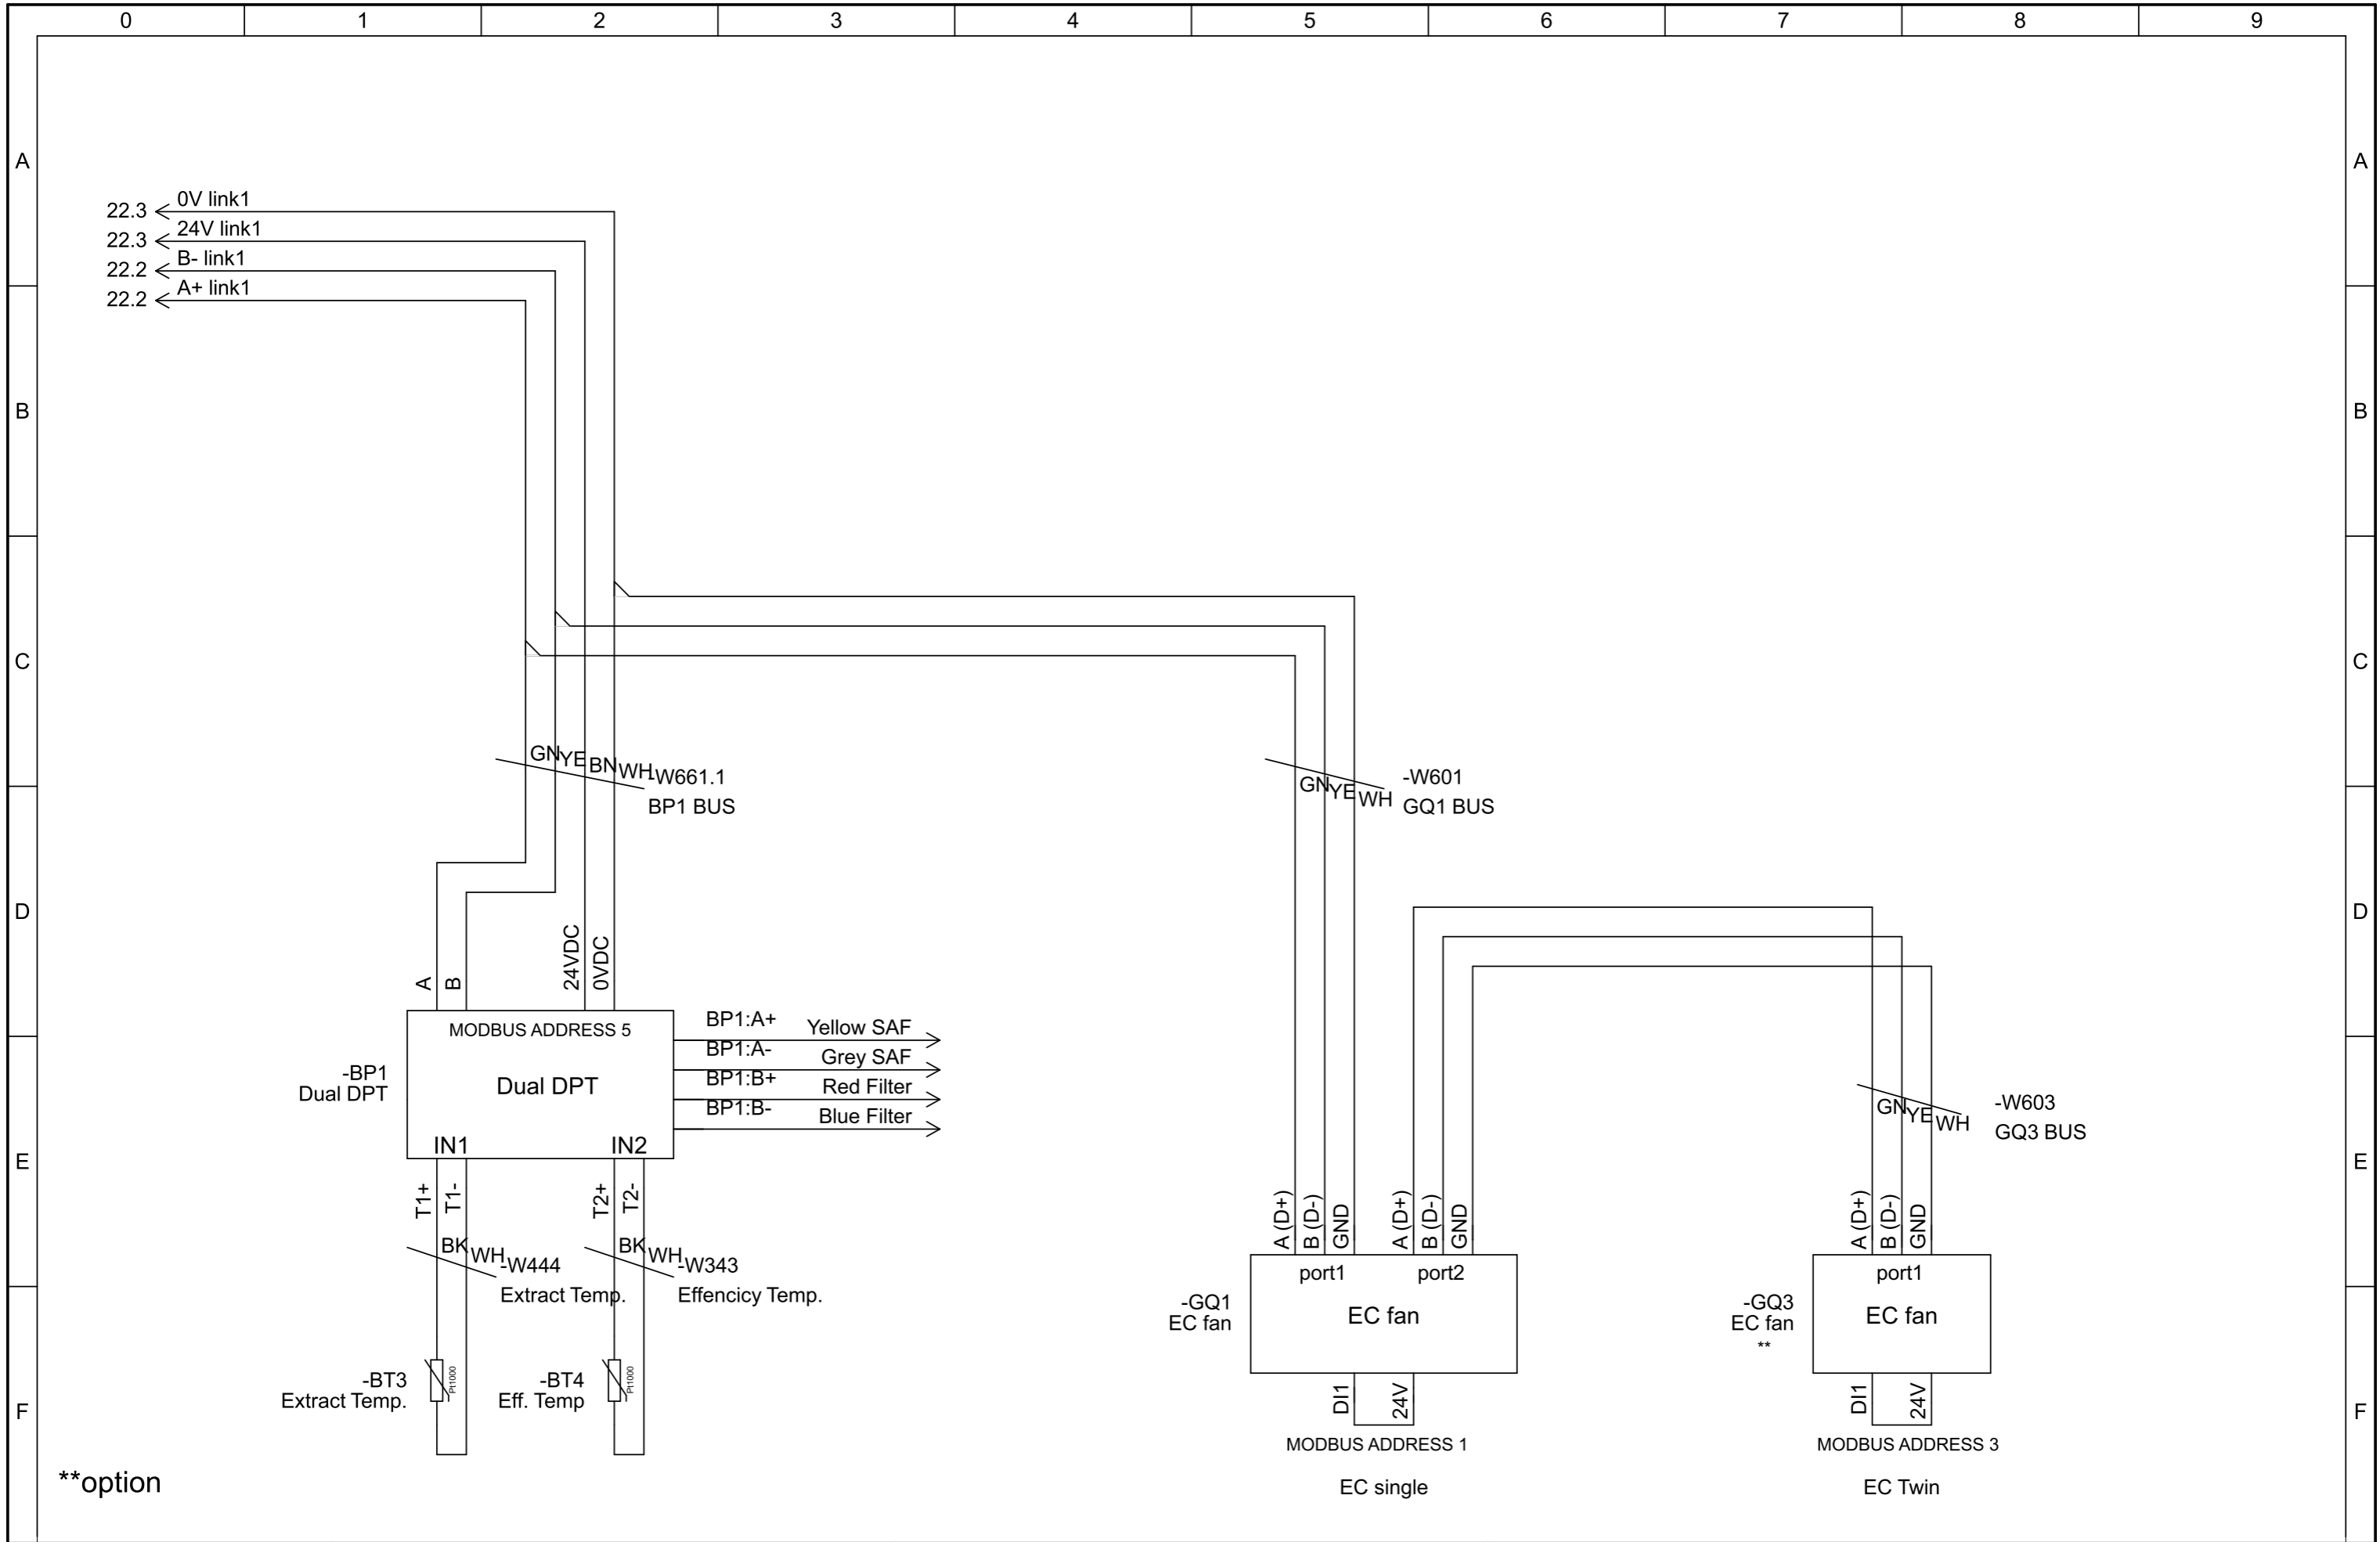 0 1 2 3 4 5 6 7 8 9
A A
22.3 0V link1
22.3 24V link1
22.2 B- link1
22.2 A+ link1
B B
C C
GN YE BN WH -W661.1
BP1 BUS
GN YE WH -W601
GQ1 BUS
D D
A B 24VDC 0VDC
MODBUS ADDRESS 5
-BP1
Dual DPT
Dual DPT
IN1 IN2
BP1:A+ Yellow SAF
BP1:A- Grey SAF
BP1:B+ Red Filter
BP1:B- Blue Filter
GN YE WH -W603
GQ3 BUS
E E
T1+ T1- T2+ T2-
BK WH -W444
Extract Temp.
BK WH -W343
Effencicy Temp.
A (D+) B (D-) GND A (D+) B (D-) GND
port1 port2
-GQ1
EC fan
EC fan
A (D+) B (D-) GND
port1
-GQ3
EC fan
**
EC fan
-BT3
Extract Temp.
Pt1000
-BT4
Eff. Temp
Pt1000
F F
DI1 24V
MODBUS ADDRESS 1
EC single
DI1 24V
MODBUS ADDRESS 3
EC Twin
**option